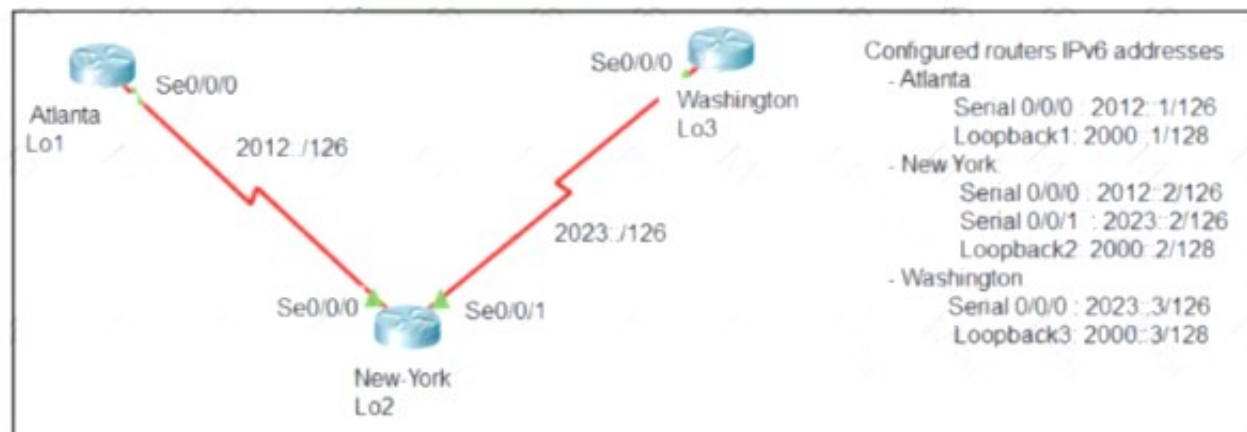 Se0/0/0
Atlanta
Lo1
2012::/126
Se0/0/0
Washington
Lo3
2023::/126
Se0/0/0
Se0/0/1
New-York
Lo2
Configured routers IPv6 addresses
- Atlanta
Serial 0/0/0 : 2012::1/126
Loopback1: 2000::1/128
- New York
Serial 0/0/0 : 2012::2/126
Serial 0/0/1 : 2023::2/126
Loopback2: 2000::2/128
- Washington
Serial 0/0/0 : 2023::3/126
Loopback3: 2000::3/128